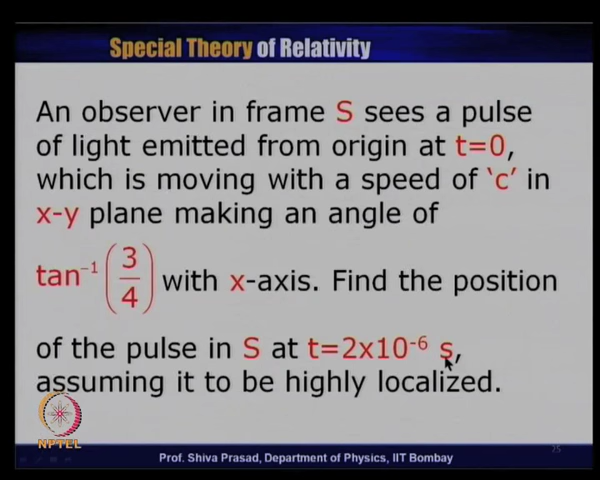 Special Theory of Relativity
An observer in frame S sees a pulse
of light emitted from origin at t=0,
which is moving with a speed of ‘c’ in
x-y plane making an angle of
tan⁻¹(3/4) with x-axis. Find the position
of the pulse in S at t=2x10⁻⁶ s,
assuming it to be highly localized.
NPTEL
Prof. Shiva Prasad, Department of Physics, IIT Bombay
25